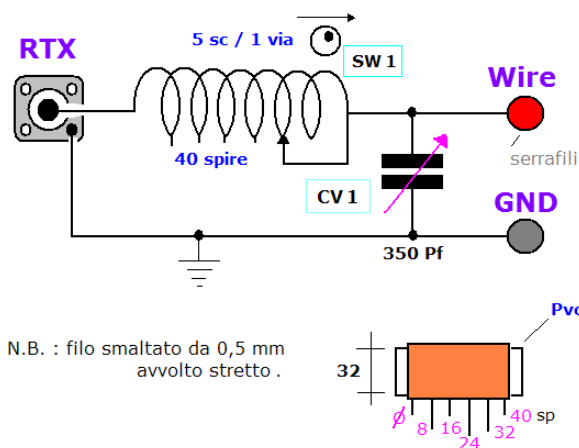 5 sc / 1 via
SW 1
RTX
Wire
40 spire
serrafili
CV 1
GND
350 Pf
Pvc
N.B. : filo smaltato da 0,5 mm
avvolto stretto .
32
Ø 8 16 24 32 40 sp